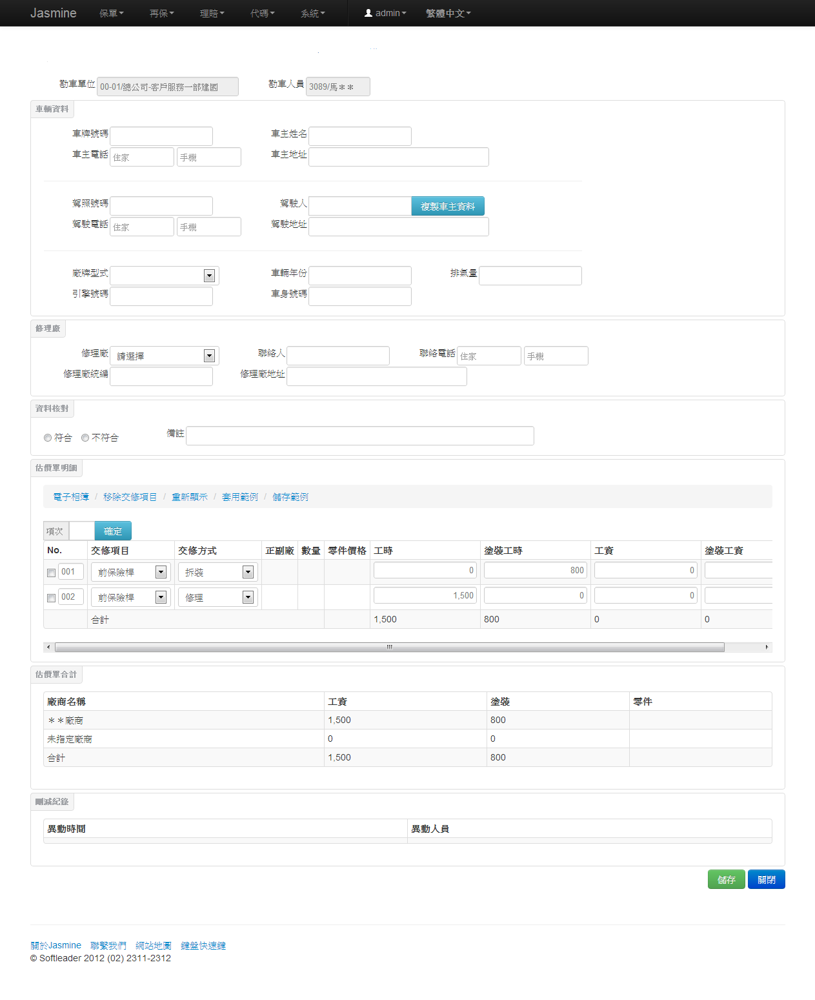 Jasmine 保單 再保 理賠 代碼 系統 admin 繁體中文
勘車單位 00-01/總公司-客戶服務一部建國 勘車人員 3089/馬＊＊
車輛資料
車牌號碼 車主姓名
車主電話 住家 手機 車主地址
駕照號碼 駕駛人 複製車主資料
駕駛電話 住家 手機 駕駛地址
廠牌型式 車輛年份 排氣量
引擎號碼 車身號碼
修理廠
修理廠 請選擇 聯絡人 聯絡電話 住家 手機
修理廠統編 修理廠地址
資料核對
符合 不符合 備註
估價單明細
電子相簿 / 移除交修項目 / 重新顯示 / 套用範例 / 儲存範例
項次 確定
No. 交修項目 交修方式 正副廠 數量 零件價格 工時 塗裝工時 工資 塗裝工資
001 前保險桿 拆裝 0 800 0
002 前保險桿 修理 1,500 0 0
合計 1,500 800 0 0
估價單合計
廠商名稱 工資 塗裝 零件
＊＊廠商 1,500 800
未指定廠商 0 0
合計 1,500 800
刪減紀錄
異動時間 異動人員
儲存 關閉
關於Jasmine 聯繫我們 網站地圖 鍵盤快速鍵
© Softleader 2012 (02) 2311-2312